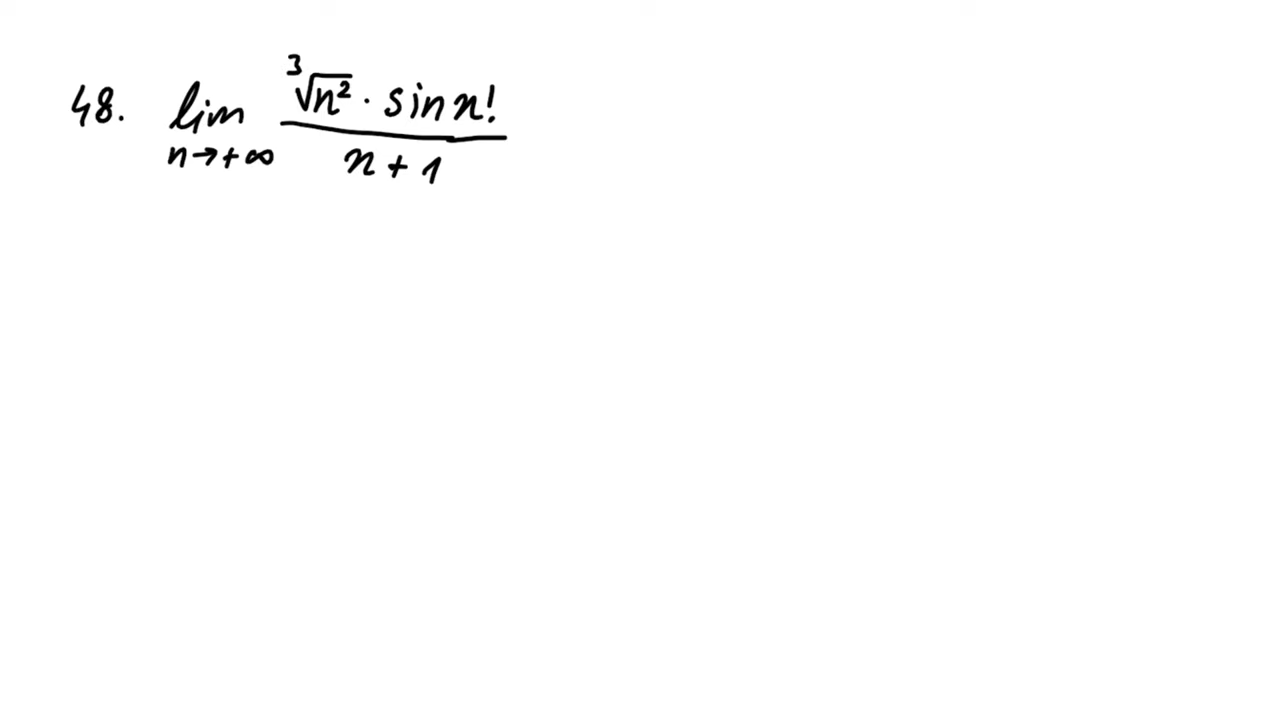 48. lim n→+∞ (∛n² · sin n!) / (n + 1)